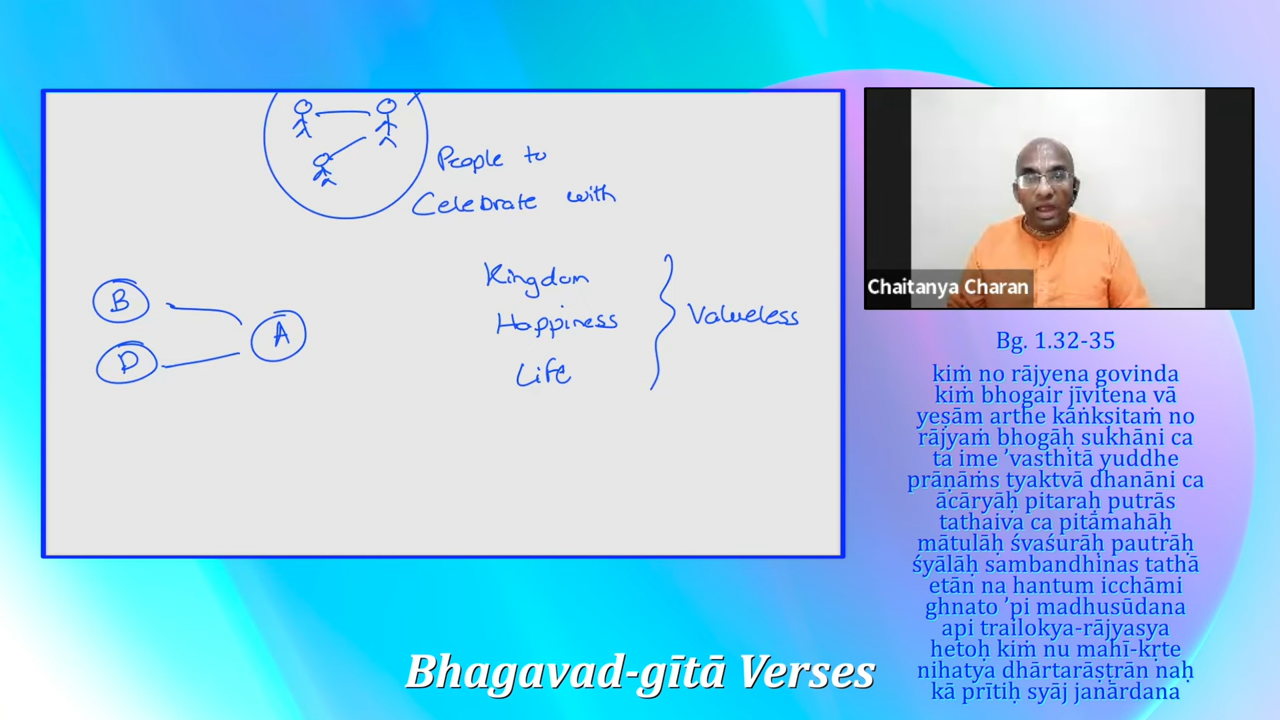 People to
Celebrate with
B
D
A
Kingdom
Happiness
Life
Valueless
Chaitanya Charan
Bg. 1.32-35
kiṁ no rājyena govinda
kiṁ bhogair jīvitena vā
yeṣām arthe kāṅkṣitaṁ no
rājyaṁ bhogāḥ sukhāni ca
ta ime ’vasthitā yuddhe
prāṇāṁs tyaktvā dhanāni ca
ācāryāḥ pitaraḥ putrās
tathaiva ca pitāmahāḥ
mātulāḥ śvaśurāḥ pautrāḥ
śyālāḥ sambandhinas tathā
etān na hantum icchāmi
ghnato ’pi madhusūdana
api trailokya-rājyasya
hetoḥ kiṁ nu mahī-kṛte
nihatya dhārtarāṣṭrān naḥ
kā prītiḥ syāj janārdana
Bhagavad-gītā Verses